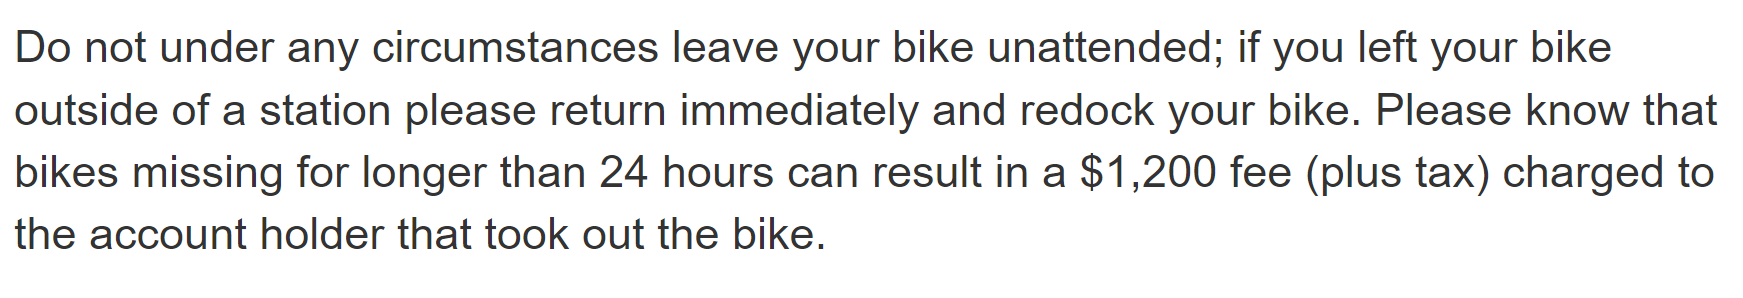 Do not under any circumstances leave your bike unattended; if you left your bike
outside of a station please return immediately and redock your bike. Please know that
bikes missing for longer than 24 hours can result in a $1,200 fee (plus tax) charged to
the account holder that took out the bike.